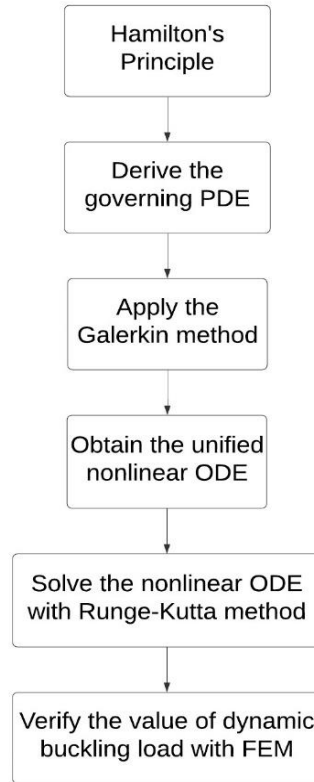 Hamilton's
Principle
Derive the
governing PDE
Apply the
Galerkin method
Obtain the unified
nonlinear ODE
Solve the nonlinear ODE
with Runge-Kutta method
Verify the value of dynamic
buckling load with FEM